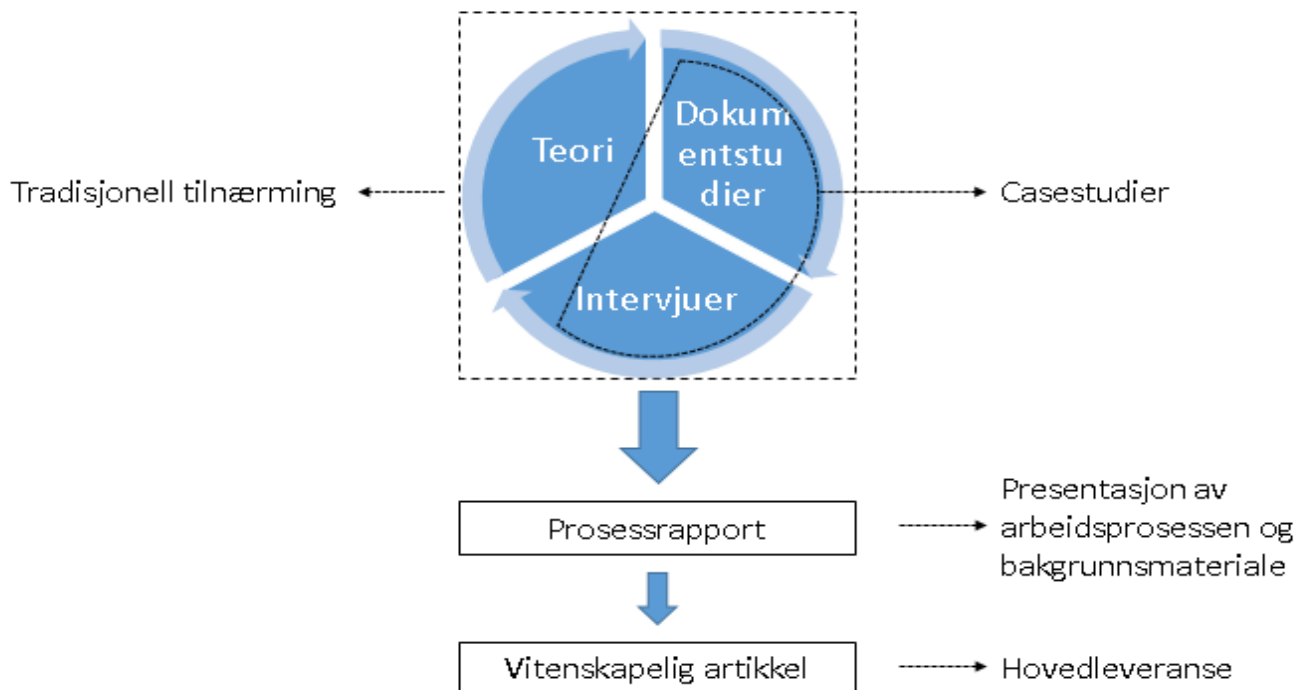 Teori
Dokum
entstu
dier
Intervjuer
Tradisjonell tilnærming
Casestudier
Prosessrapport
Presentasjon av
arbeidsprosessen og
bakgrunnsmateriale
Vitenskapelig artikkel
Hovedleveranse